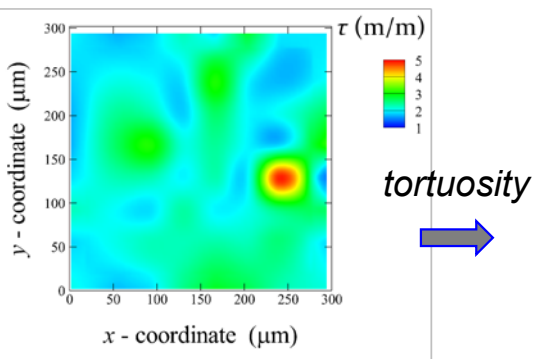 τ (m/m)
5
4
3
2
1
300
250
200
150
100
50
0
y - coordinate (μm)
0 50 100 150 200 250 300
x - coordinate (μm)
tortuosity